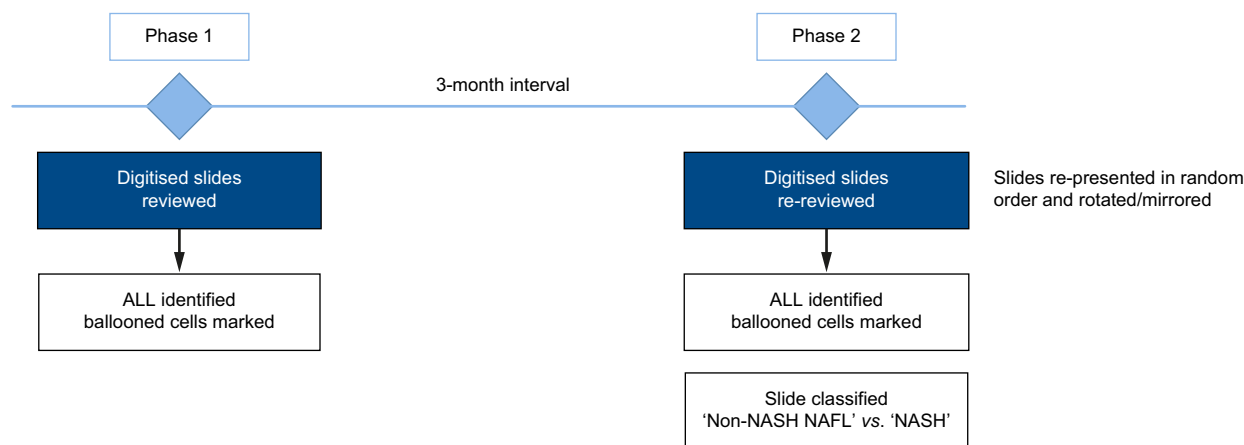 Phase 1
Phase 2
3-month interval
Digitised slides
reviewed
Digitised slides
re-reviewed
Slides re-presented in random
order and rotated/mirrored
ALL identified
ballooned cells marked
ALL identified
ballooned cells marked
Slide classified
‘Non-NASH NAFL’ vs. ‘NASH’